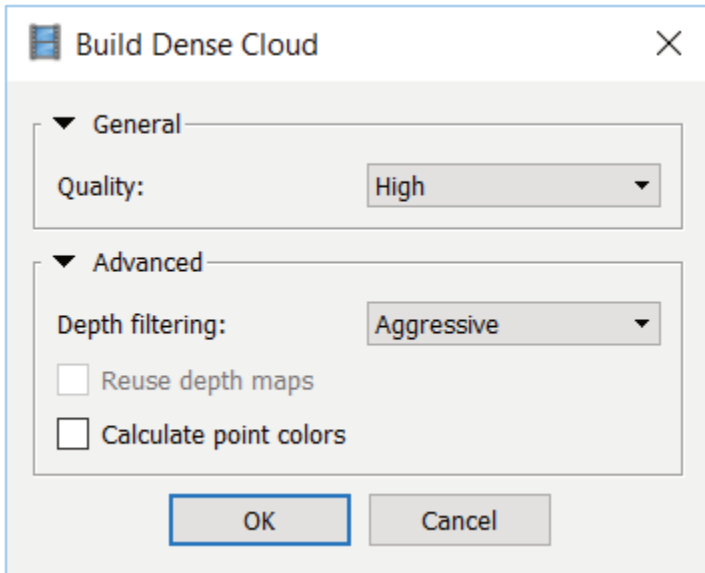 Build Dense Cloud
General
Quality: High
Advanced
Depth filtering: Aggressive
Reuse depth maps
Calculate point colors
OK Cancel